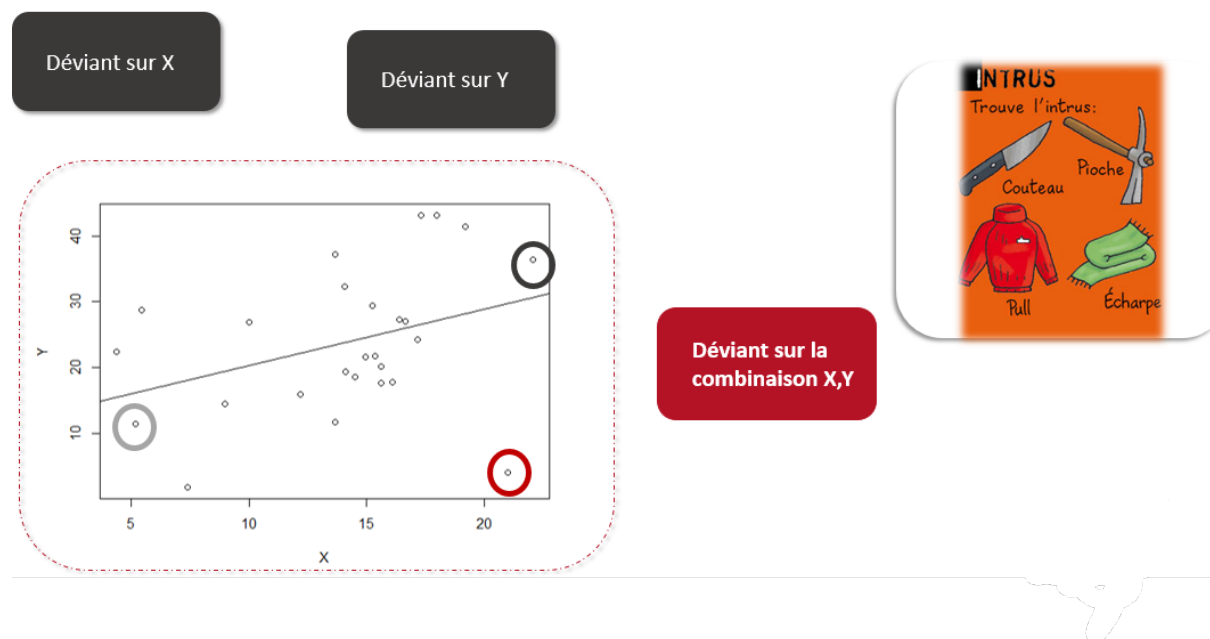 Déviant sur X
Déviant sur Y
INTRUS
Trouve l'intrus:
Couteau
Pioche
Pull
Écharpe
Déviant sur la
combinaison X,Y
Y
40
30
20
10
5 10 15 20
X